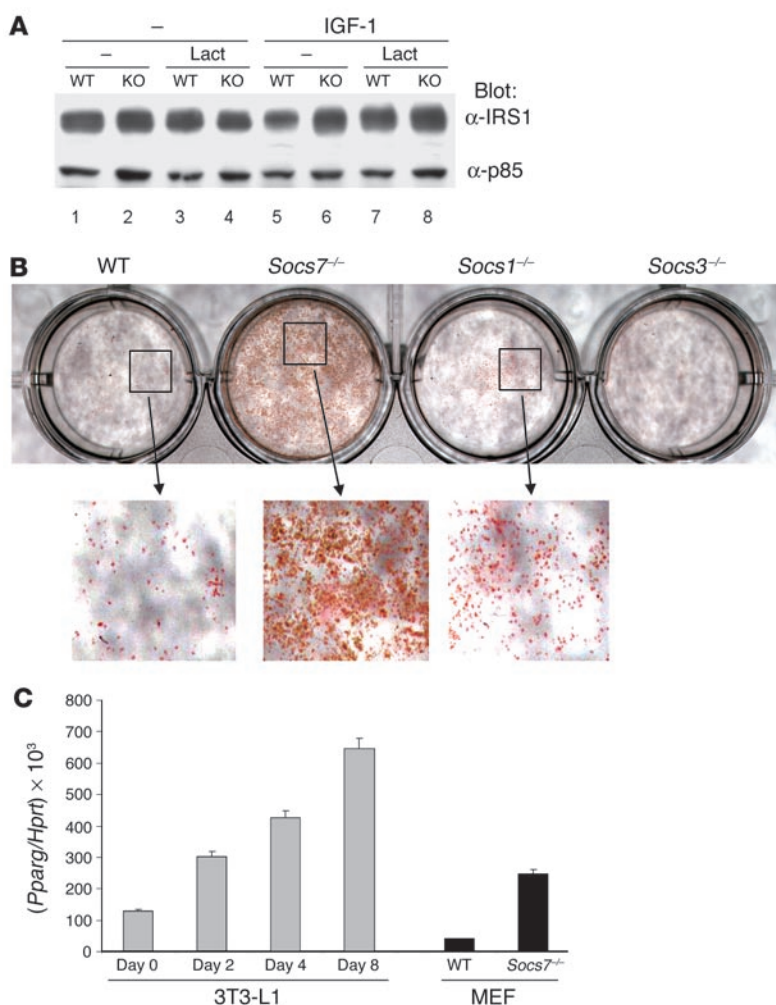 A
– IGF-1
– Lact – Lact
WT KO WT KO WT KO WT KO
Blot:
α-IRS1
α-p85
1 2 3 4 5 6 7 8
B
WT Socs7–/– Socs1–/– Socs3–/–
C
(Pparg/Hprt) × 10³
800
700
600
500
400
300
200
100
0
Day 0 Day 2 Day 4 Day 8 WT Socs7–/–
3T3-L1 MEF